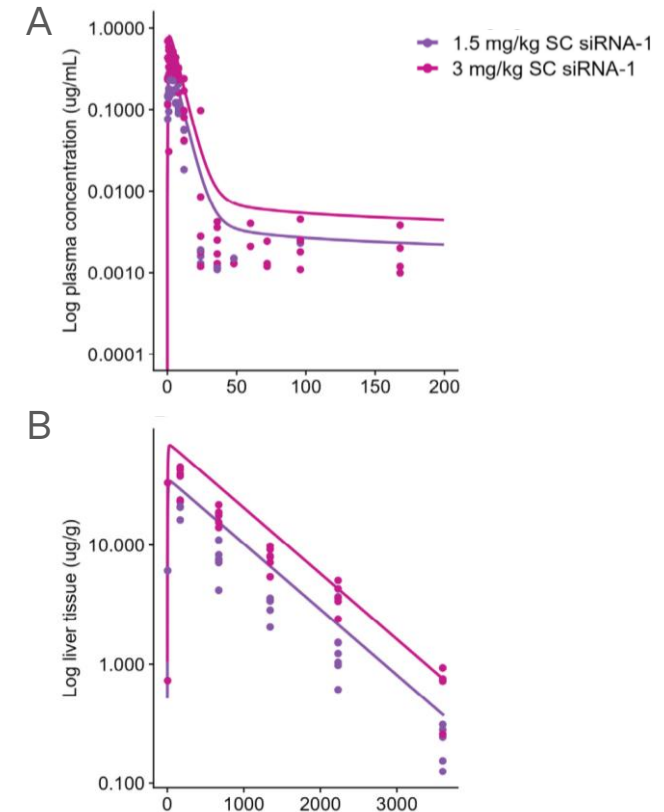 A
1.5 mg/kg SC siRNA-1
3 mg/kg SC siRNA-1
Log plasma concentration (ug/mL)
1.0000
0.1000
0.0100
0.0010
0.0001
0 50 100 150 200
B
Log liver tissue (ug/g)
10.000
1.000
0.100
0 1000 2000 3000